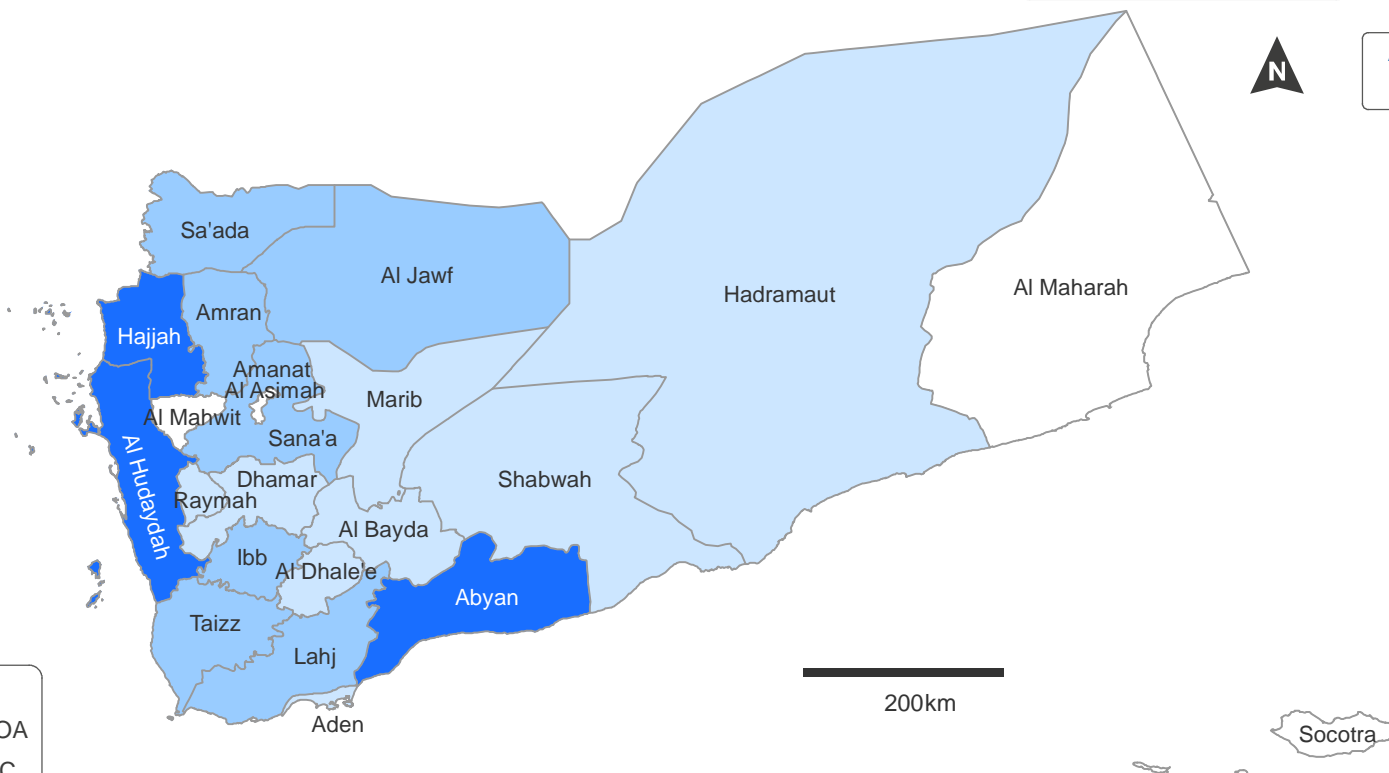 N
Sa'ada
Al Jawf
Hadramaut
Al Maharah
Amran
Hajjah
Amanat
Al Asimah
Marib
Al Mahwit
Sana'a
Al Hudaydah
Dhamar
Raymah
Shabwah
Al Bayda
Ibb
Al Dhale'e
Abyan
Taizz
Lahj
200km
Aden
OA
C
Socotra